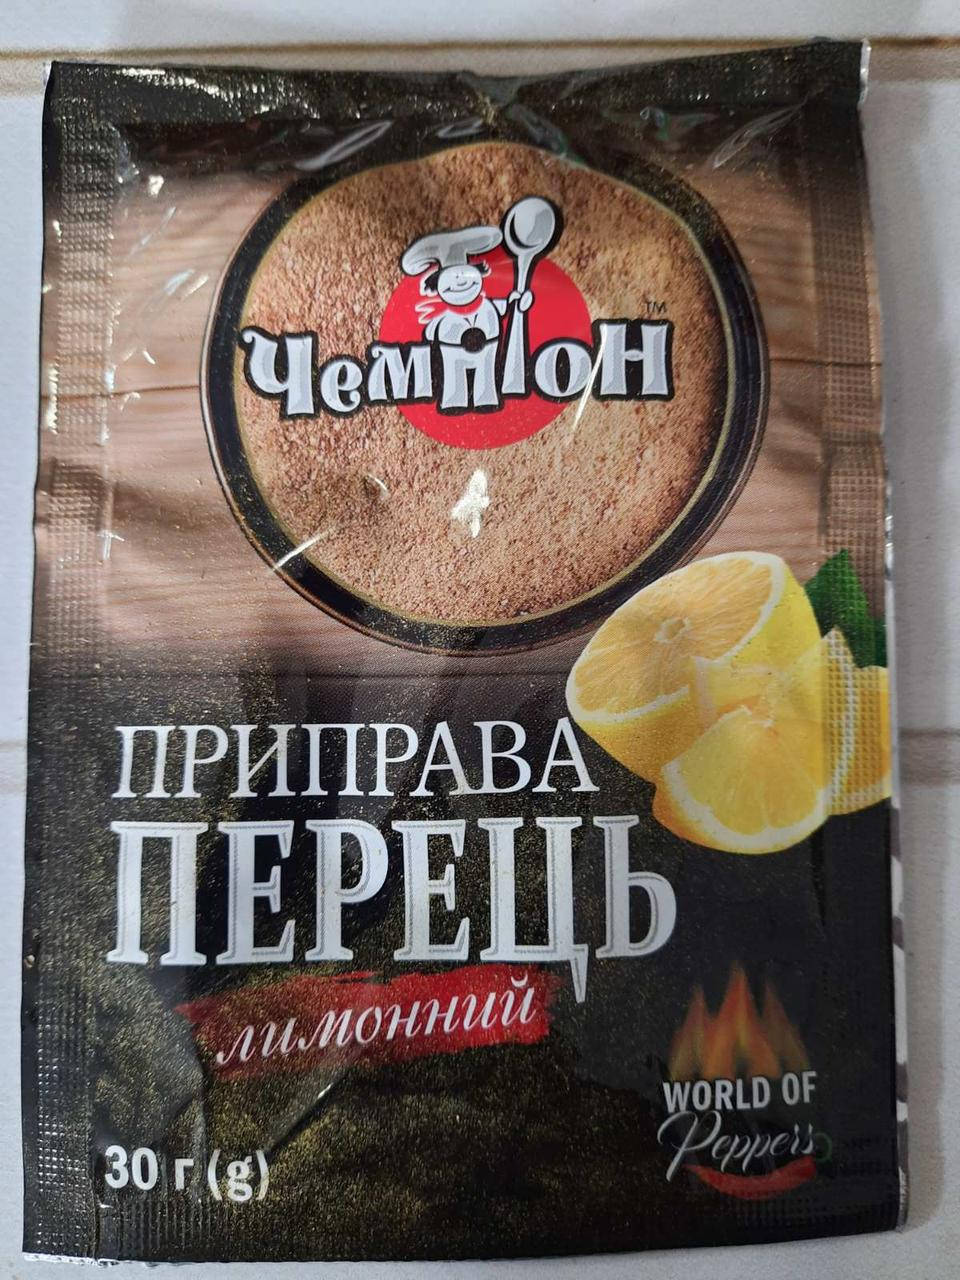 Чемпіон
TM
ПРИПРАВА
ПЕРЕЦЬ
лимонний
WORLD OF
Peppers
30 г (g)